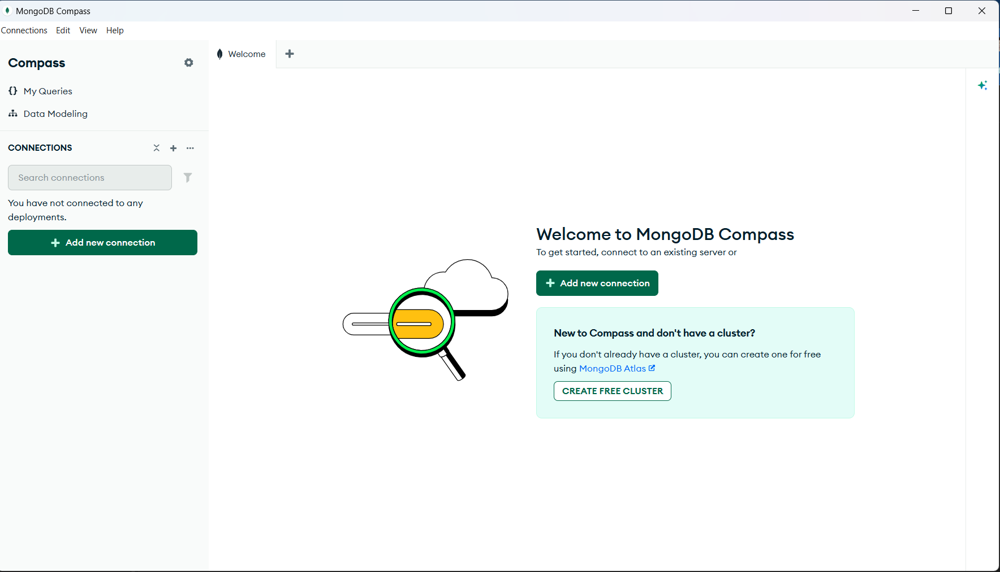 MongoDB Compass
Connections Edit View Help
Compass
My Queries
Data Modeling
CONNECTIONS
Search connections
You have not connected to any
deployments.
Add new connection
Welcome
Welcome to MongoDB Compass
To get started, connect to an existing server or
Add new connection
New to Compass and don't have a cluster?
If you don't already have a cluster, you can create one for free
using MongoDB Atlas
CREATE FREE CLUSTER